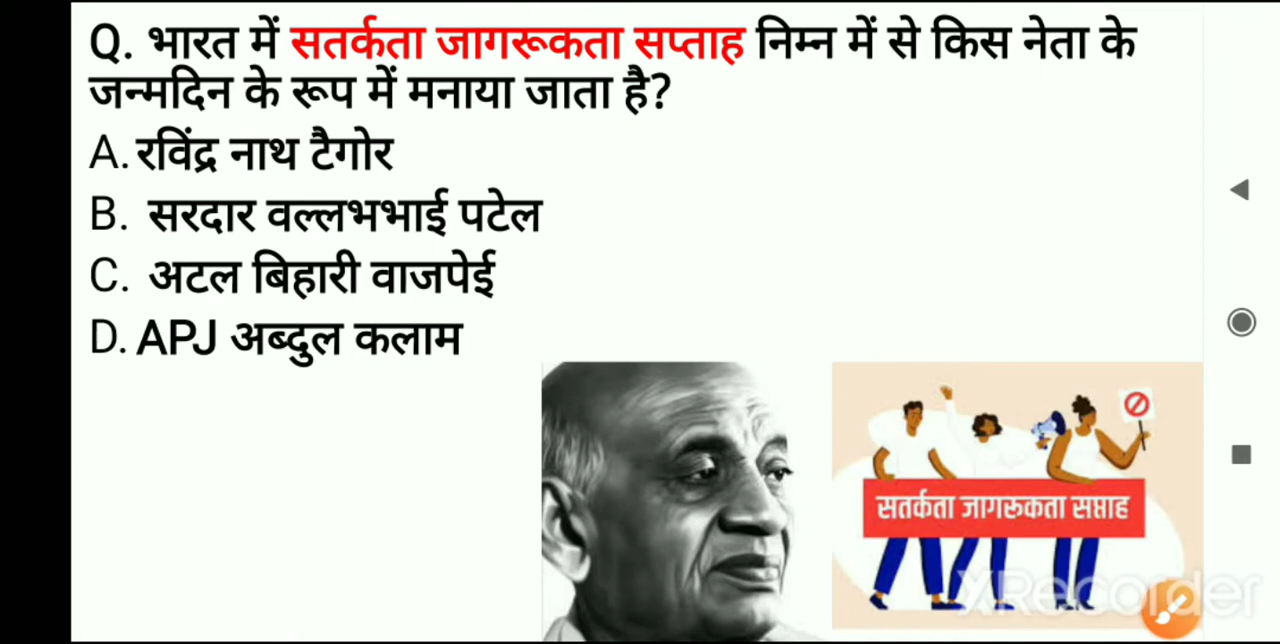 Q. भारत में सतर्कता जागरूकता सप्ताह निम्न में से किस नेता के
जन्मदिन के रूप में मनाया जाता है?
A. रविंद्र नाथ टैगोर
B. सरदार वल्लभभाई पटेल
C. अटल बिहारी वाजपेई
D. APJ अब्दुल कलाम
सतर्कता जागरूकता सप्ताह
XRecorder